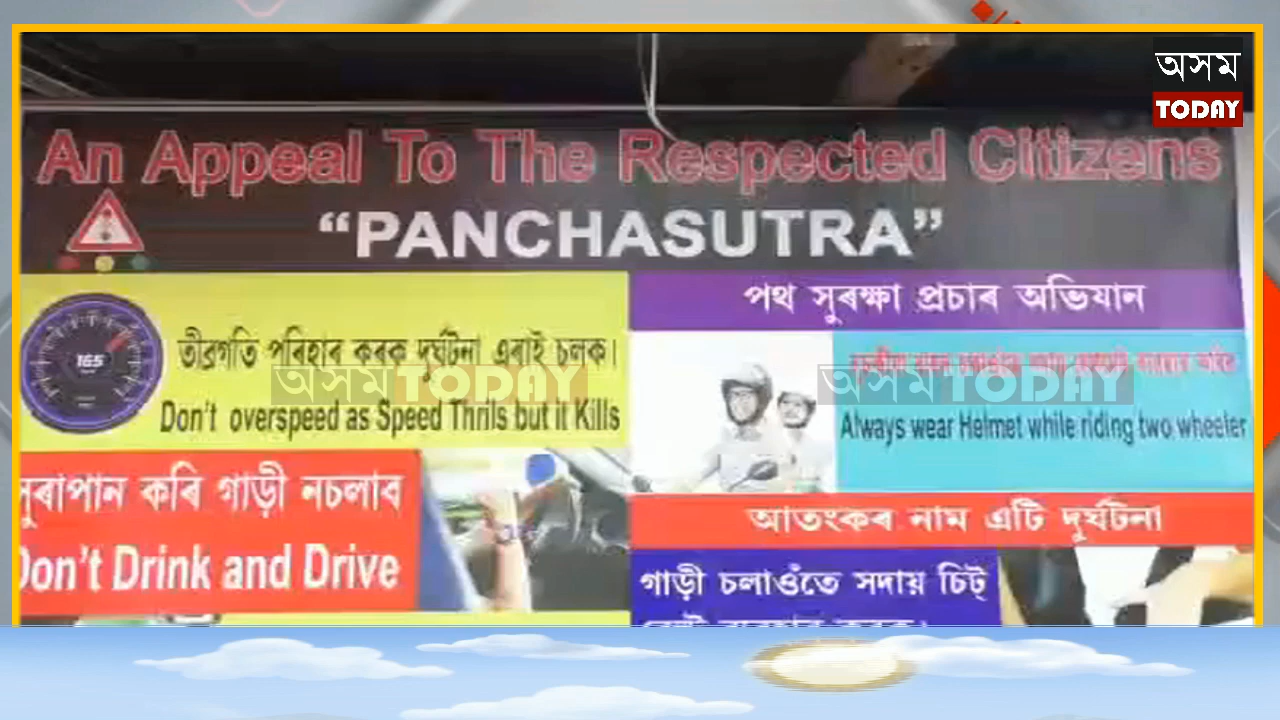 অসম
TODAY
An Appeal To The Respected Citizens
“PANCHASUTRA”
165
তীব্ৰগতি পৰিহাৰ কৰক দুৰ্ঘটনা এৰাই চলক।
Don't overspeed as Speed Thrils but it Kills
পথ সুৰক্ষা প্ৰচাৰ অভিযান
Always wear Helmet while riding two wheeler
অসমTODAY
অসমTODAY
সুৰাপান কৰি গাড়ী নচলাব
Don't Drink and Drive
আতংকৰ নাম এটি দুৰ্ঘটনা
গাড়ী চলাওঁতে সদায় চিট্